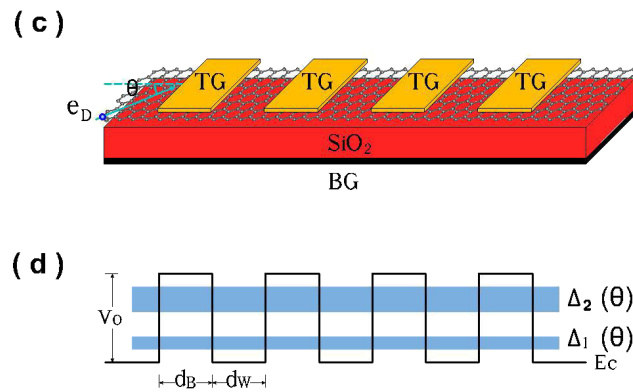 ( c )
TG TG TG TG
θ
e_D
SiO₂
BG
( d )
Δ₂ (θ)
V₀
Δ₁ (θ)
Ec
d_B d_W